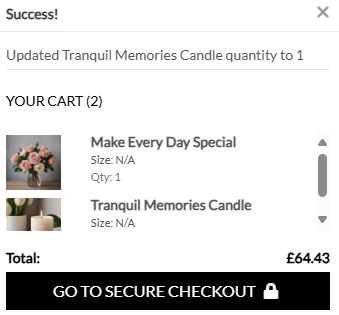 Success!
Updated Tranquil Memories Candle quantity to 1
YOUR CART (2)
Make Every Day Special
Size: N/A
Qty: 1
Tranquil Memories Candle
Size: N/A
Total: £64.43
GO TO SECURE CHECKOUT